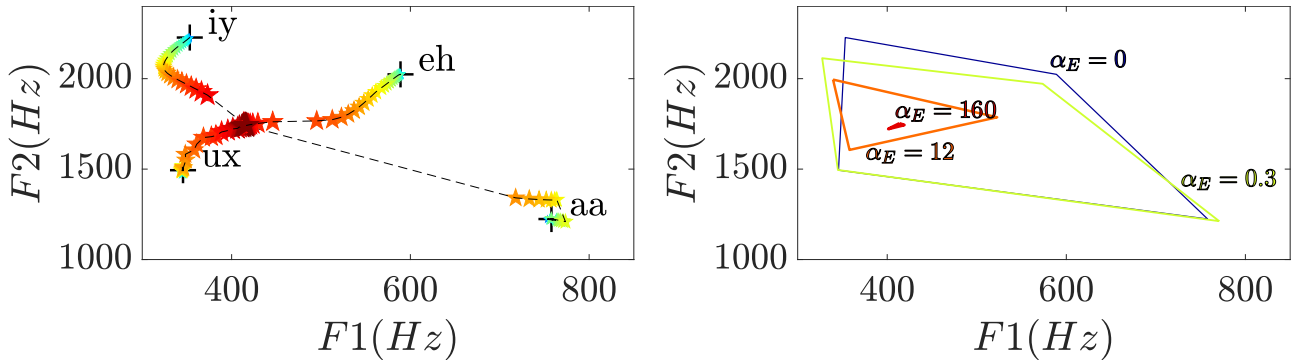 iy
eh
ux
aa
2000
1500
1000
400
600
800
F1(Hz)
F2(Hz)
α_E = 0
α_E = 160
α_E = 12
α_E = 0.3
2000
1500
1000
400
600
800
F1(Hz)
F2(Hz)